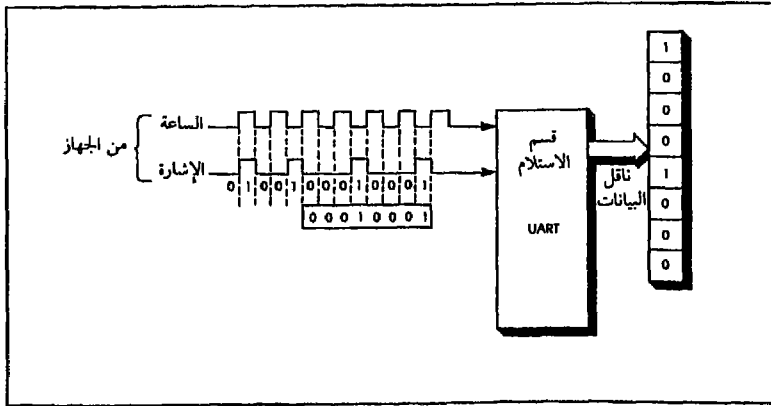 من الجهاز
الساعة
الإشارة
0 1 0 0 1 0 0 0 1 0 0 0 1
0 0 0 1 0 0 0 1
قسم
الاستلام
UART
ناقل
البيانات
1
0
0
0
1
0
0
0